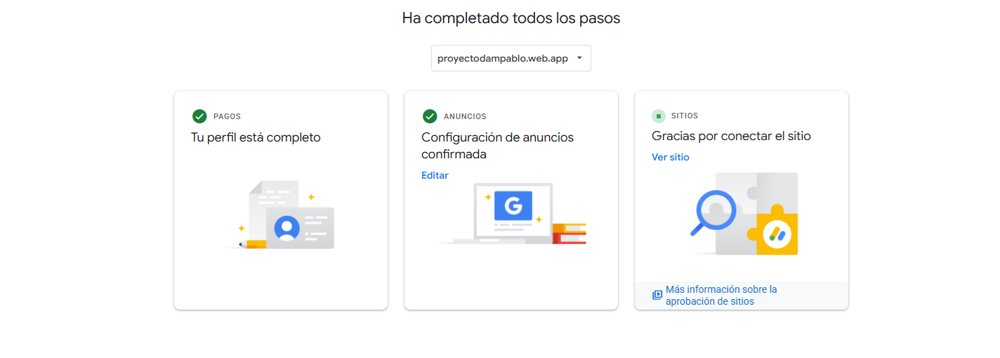 Ha completado todos los pasos
proyectodampablo.web.app
PAGOS
Tu perfil está completo
ANUNCIOS
Configuración de anuncios
confirmada
Editar
G
SITIOS
Gracias por conectar el sitio
Ver sitio
Más información sobre la
aprobación de sitios